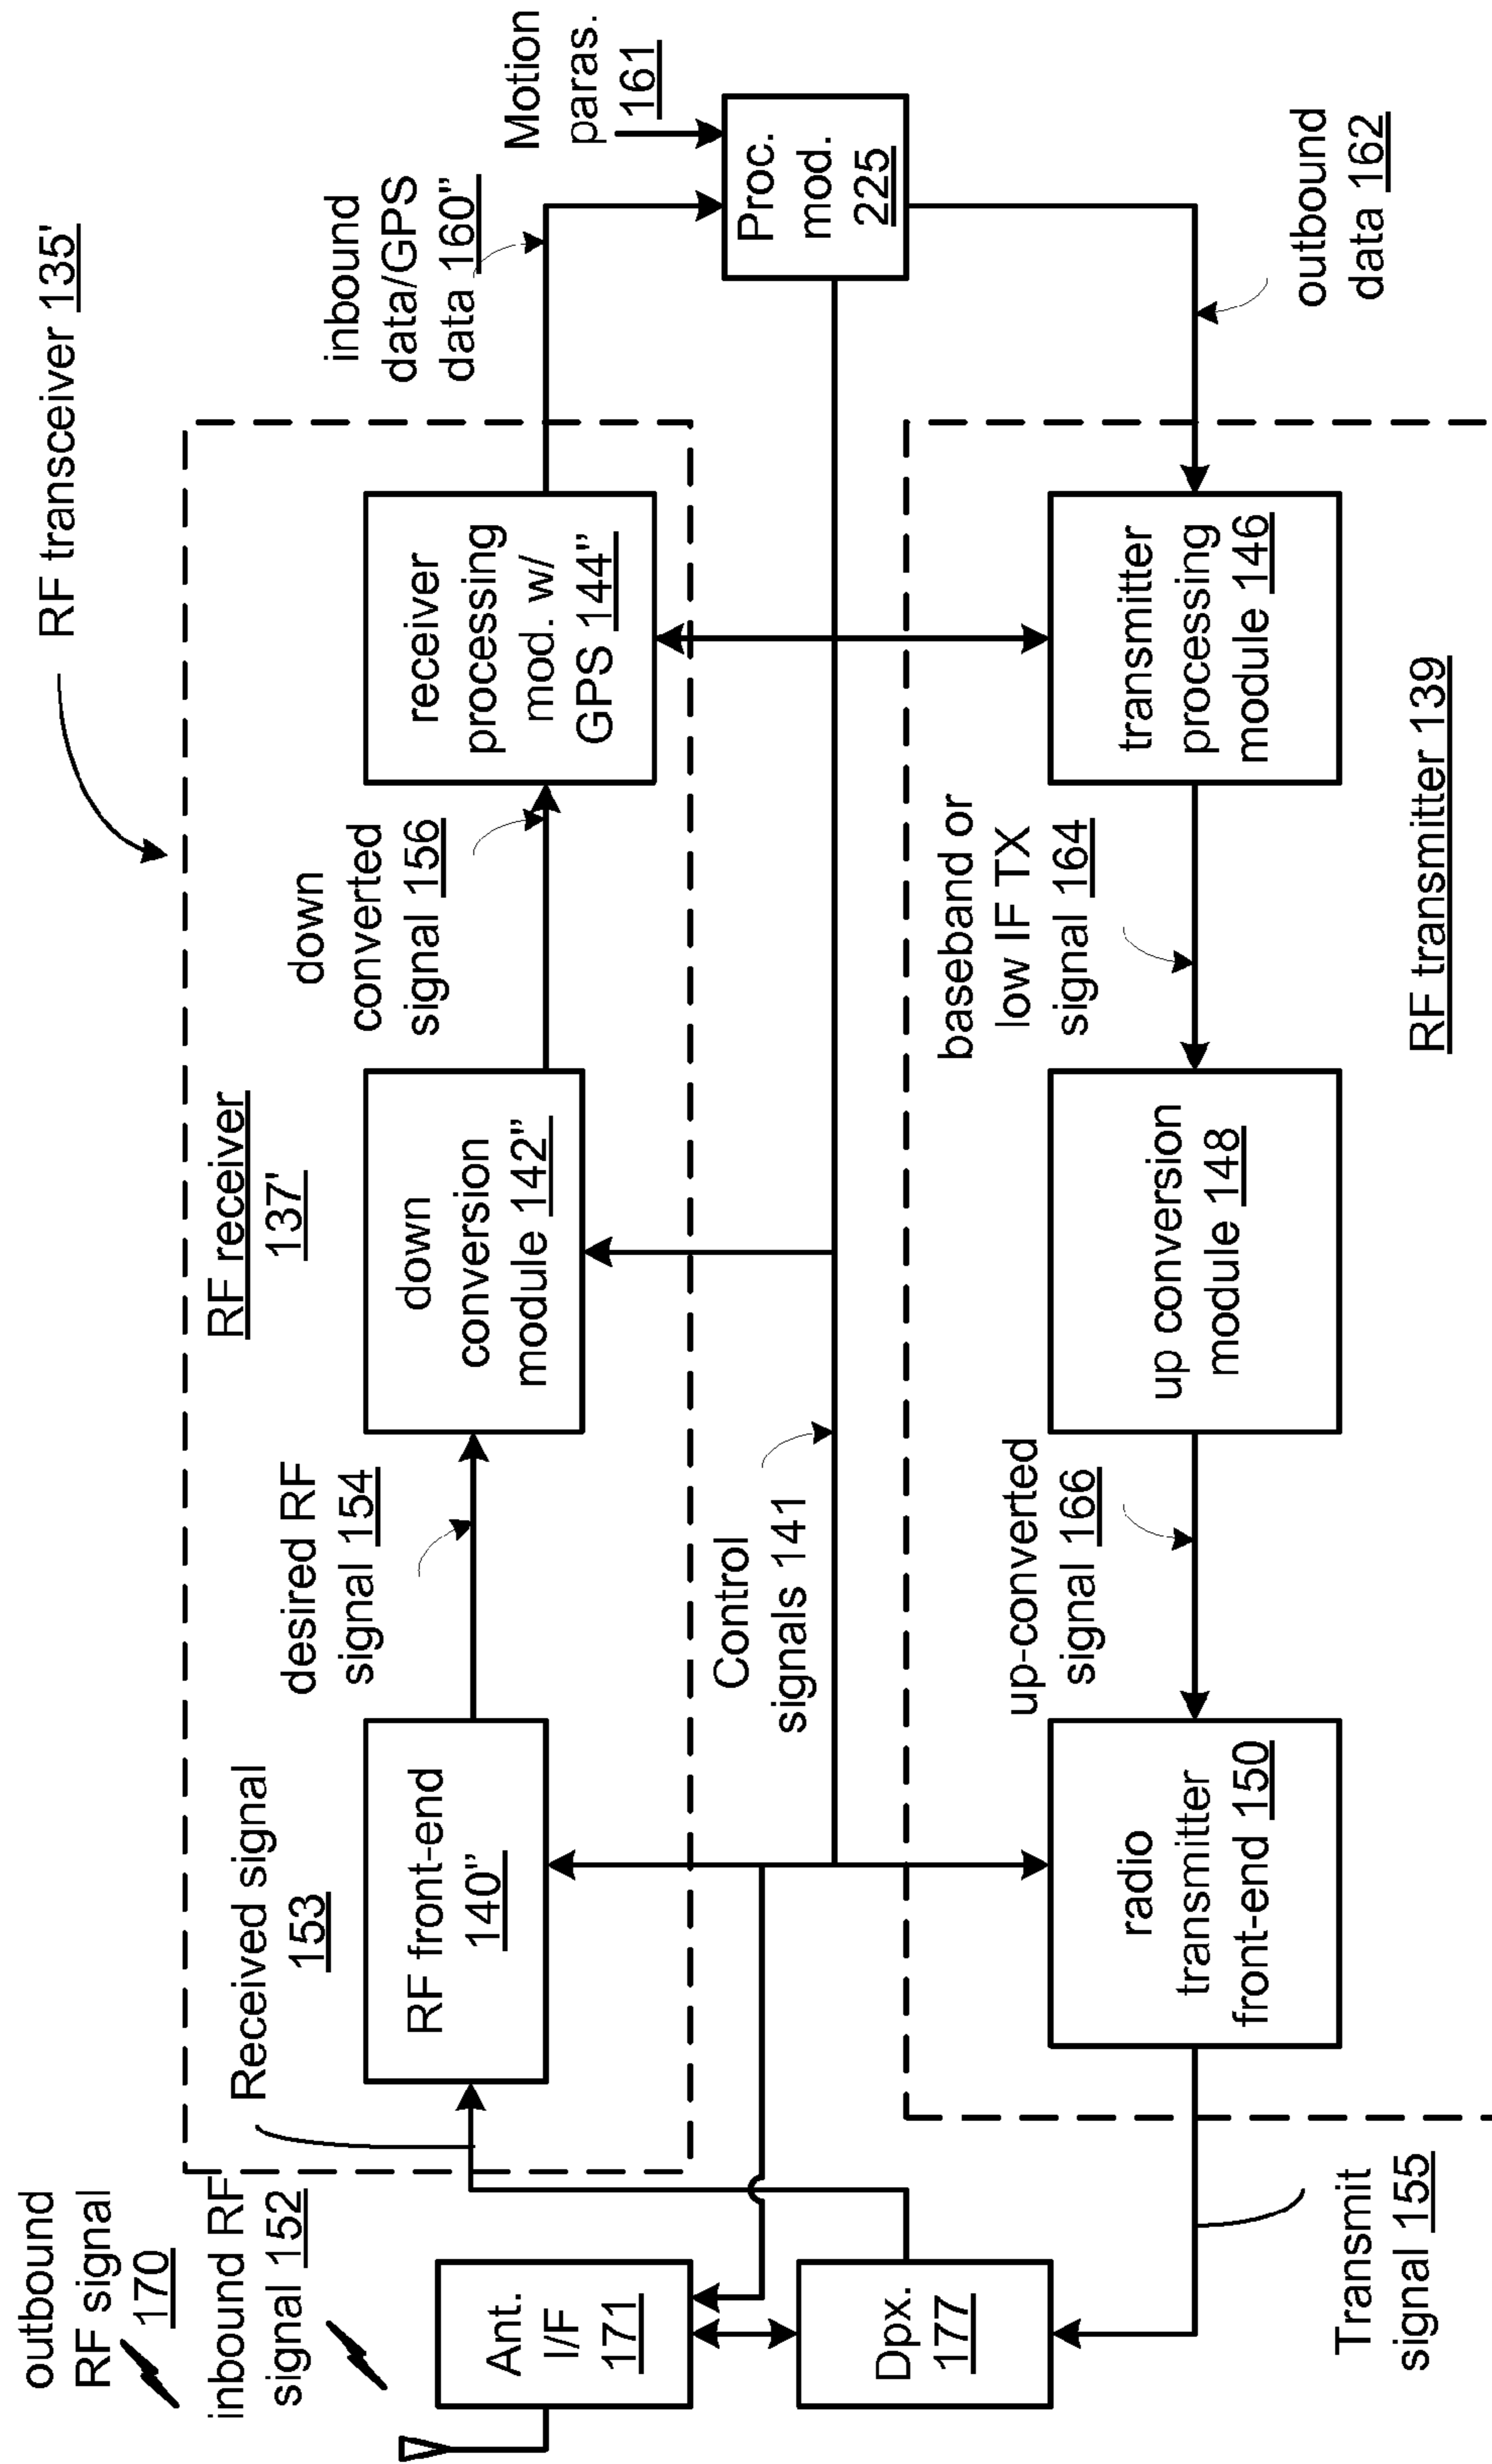 RF transceiver 135'
outbound
RF signal
170
inbound RF
signal 152
Received signal
153
desired RF
signal 154
RF receiver
137'
down
converted
signal 156
inbound
data/GPS
data 160"
Motion
paras.
161
Ant.
I/F
171
RF front-end
140"
down
conversion
module 142"
receiver
processing
mod. w/
GPS 144"
Proc.
mod.
225
Control
signals 141
Dpx.
177
Transmit
signal 155
radio
transmitter
front-end 150
up-converted
signal 166
up conversion
module 148
baseband or
low IF TX
signal 164
transmitter
processing
module 146
outbound
data 162
RF transmitter 139